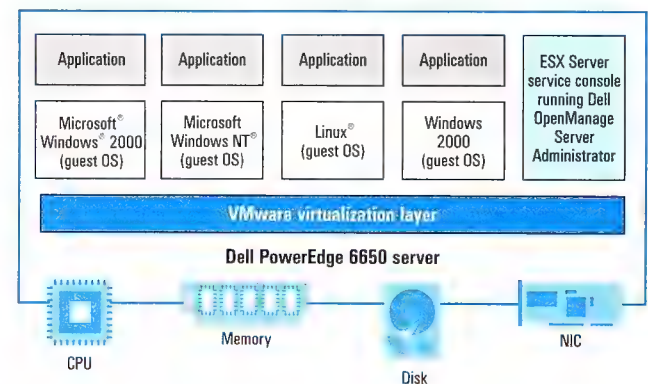 Application
Application
Application
Application
ESX Server
service console
running Dell
OpenManage
Server
Administrator
Microsoft®
Windows® 2000
(guest OS)
Microsoft
Windows NT®
(guest OS)
Linux®
(guest OS)
Windows
2000
(guest OS)
VMware virtualization layer
Dell PowerEdge 6650 server
CPU
Memory
Disk
NIC